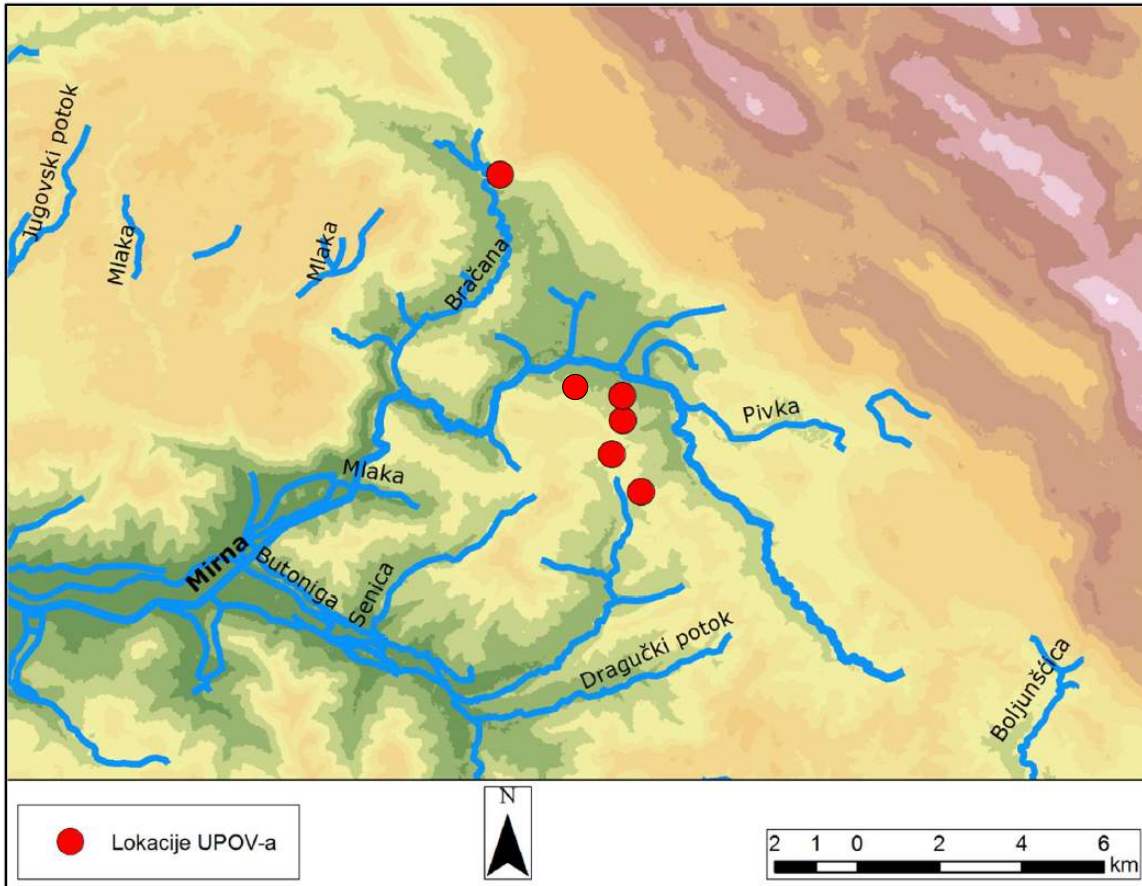 Jugovski potok
Mlaka
Mlaka
Bračana
Pivka
Mlaka
Mirna
Butoniga
Senica
Dragučki potok
Boljunšćica
Lokacije UPOV-a
N
2 1 0 2 4 6
km